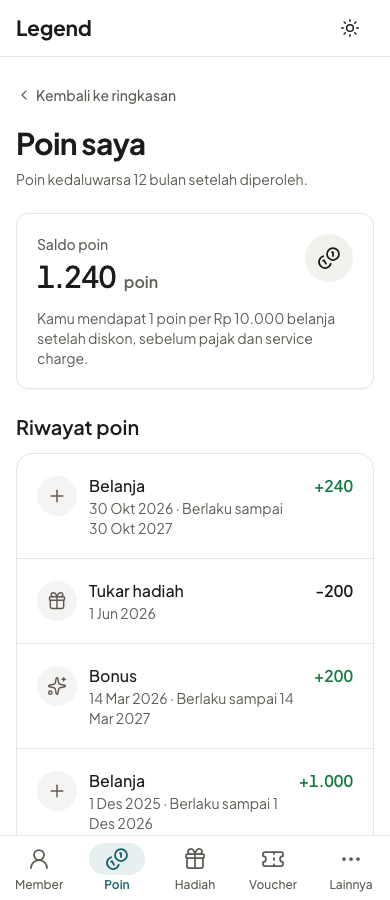 Legend
Kembali ke ringkasan
Poin saya
Poin kedaluwarsa 12 bulan setelah diperoleh.
Saldo poin
1.240 poin
Kamu mendapat 1 poin per Rp 10.000 belanja
setelah diskon, sebelum pajak dan service
charge.
Riwayat poin
Belanja +240
30 Okt 2026 · Berlaku sampai
30 Okt 2027
Tukar hadiah -200
1 Jun 2026
Bonus +200
14 Mar 2026 · Berlaku sampai 14
Mar 2027
Belanja +1.000
1 Des 2025 · Berlaku sampai 1
Des 2026
Member Poin Hadiah Voucher Lainnya